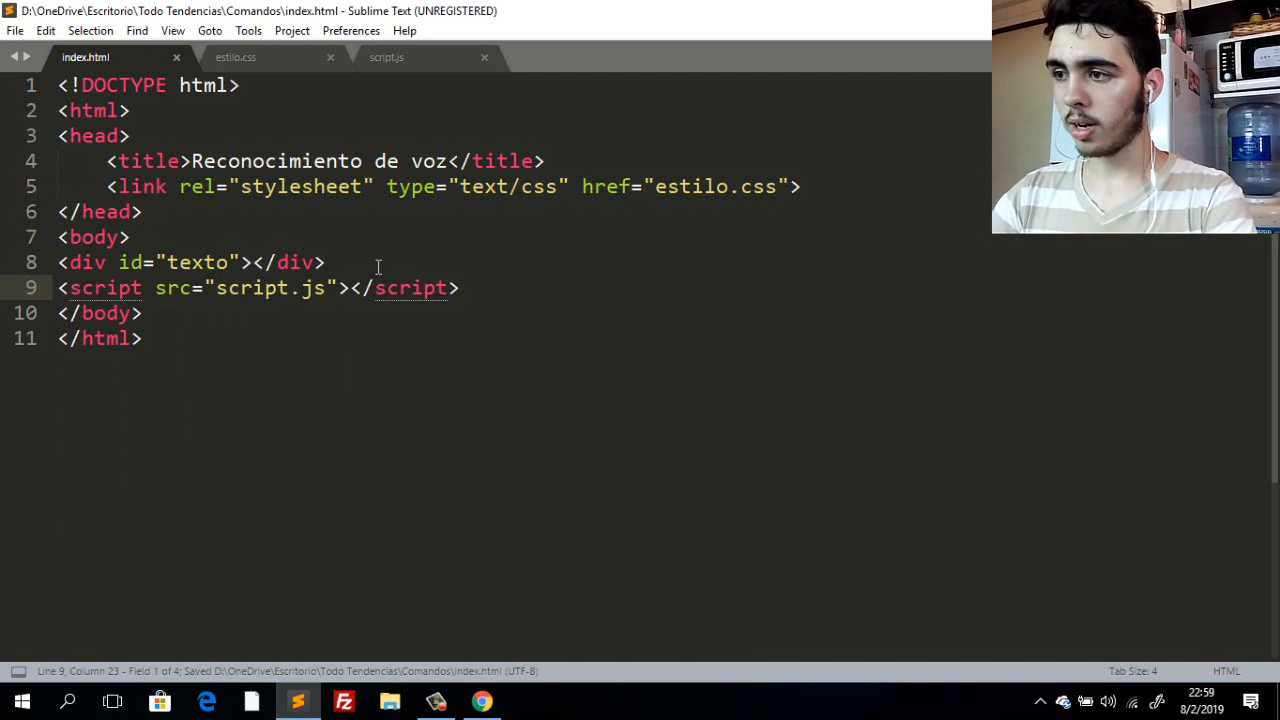 D:\OneDrive\Escritorio\Todo Tendencias\Comandos\index.html - Sublime Text (UNREGISTERED)
File Edit Selection Find View Goto Tools Project Preferences Help
index.html estilo.css script.js
1 <!DOCTYPE html>
2 <html>
3 <head>
4 <title>Reconocimiento de voz</title>
5 <link rel="stylesheet" type="text/css" href="estilo.css">
6 </head>
7 <body>
8 <div id="texto"></div>
9 <script src="script.js"></script>
10 </body>
11 </html>
Line 9, Column 23 - Field 1 of 4: Saved D:\OneDrive\Escritorio\Todo Tendencias\Comandos\index.html (UTF-8) Tab Size: 4 HTML
22:59
8/2/2019